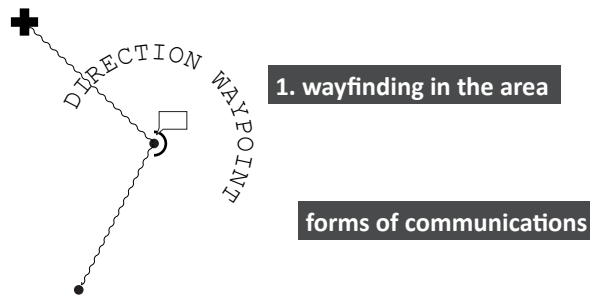 DIRECTION WAYPOINT
1. wayfinding in the area
forms of communications